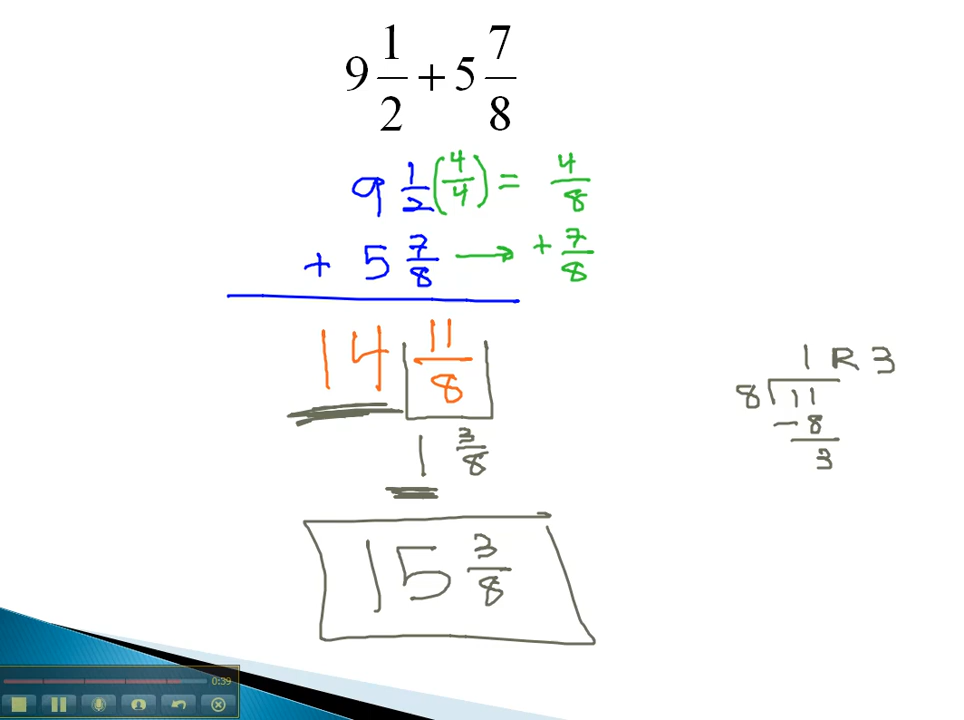 9 1/2 + 5 7/8
9 1/2 (4/4) = 4/8
+ 5 7/8 → + 7/8
14 11/8
1 3/8
15 3/8
1 R 3
8 11
- 8
3
0:39